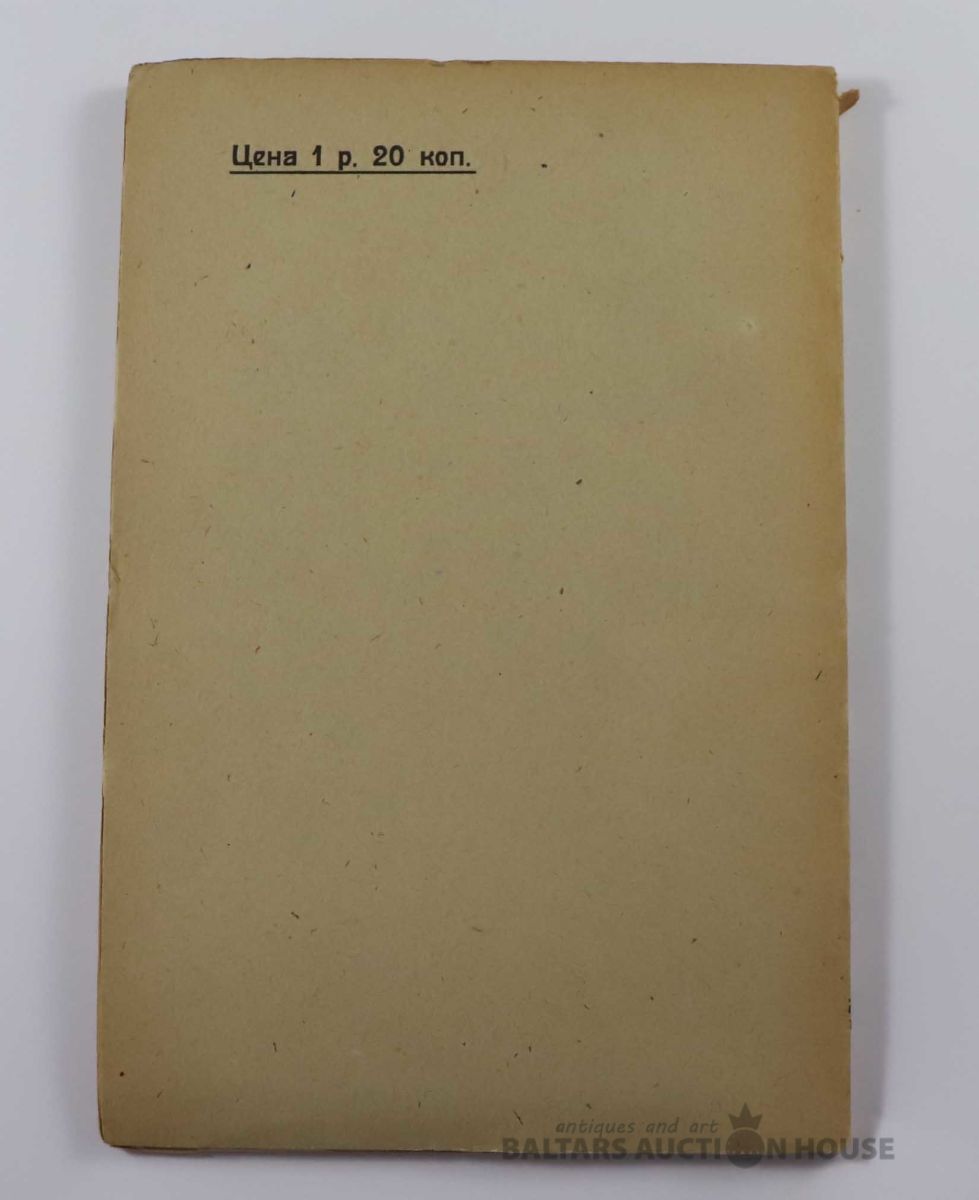 Цена 1 р. 20 коп.
antiques and art
BALTARS AUCTION HOUSE